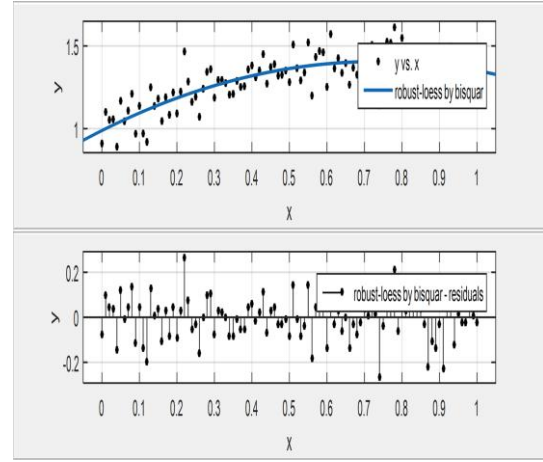 1.5
y vs. x
robust-loess by bisquar
y
1
0 0.1 0.2 0.3 0.4 0.5 0.6 0.7 0.8 0.9 1
X
0.2
robust-loess by bisquar - residuals
y
0
-0.2
0 0.1 0.2 0.3 0.4 0.5 0.6 0.7 0.8 0.9 1
X